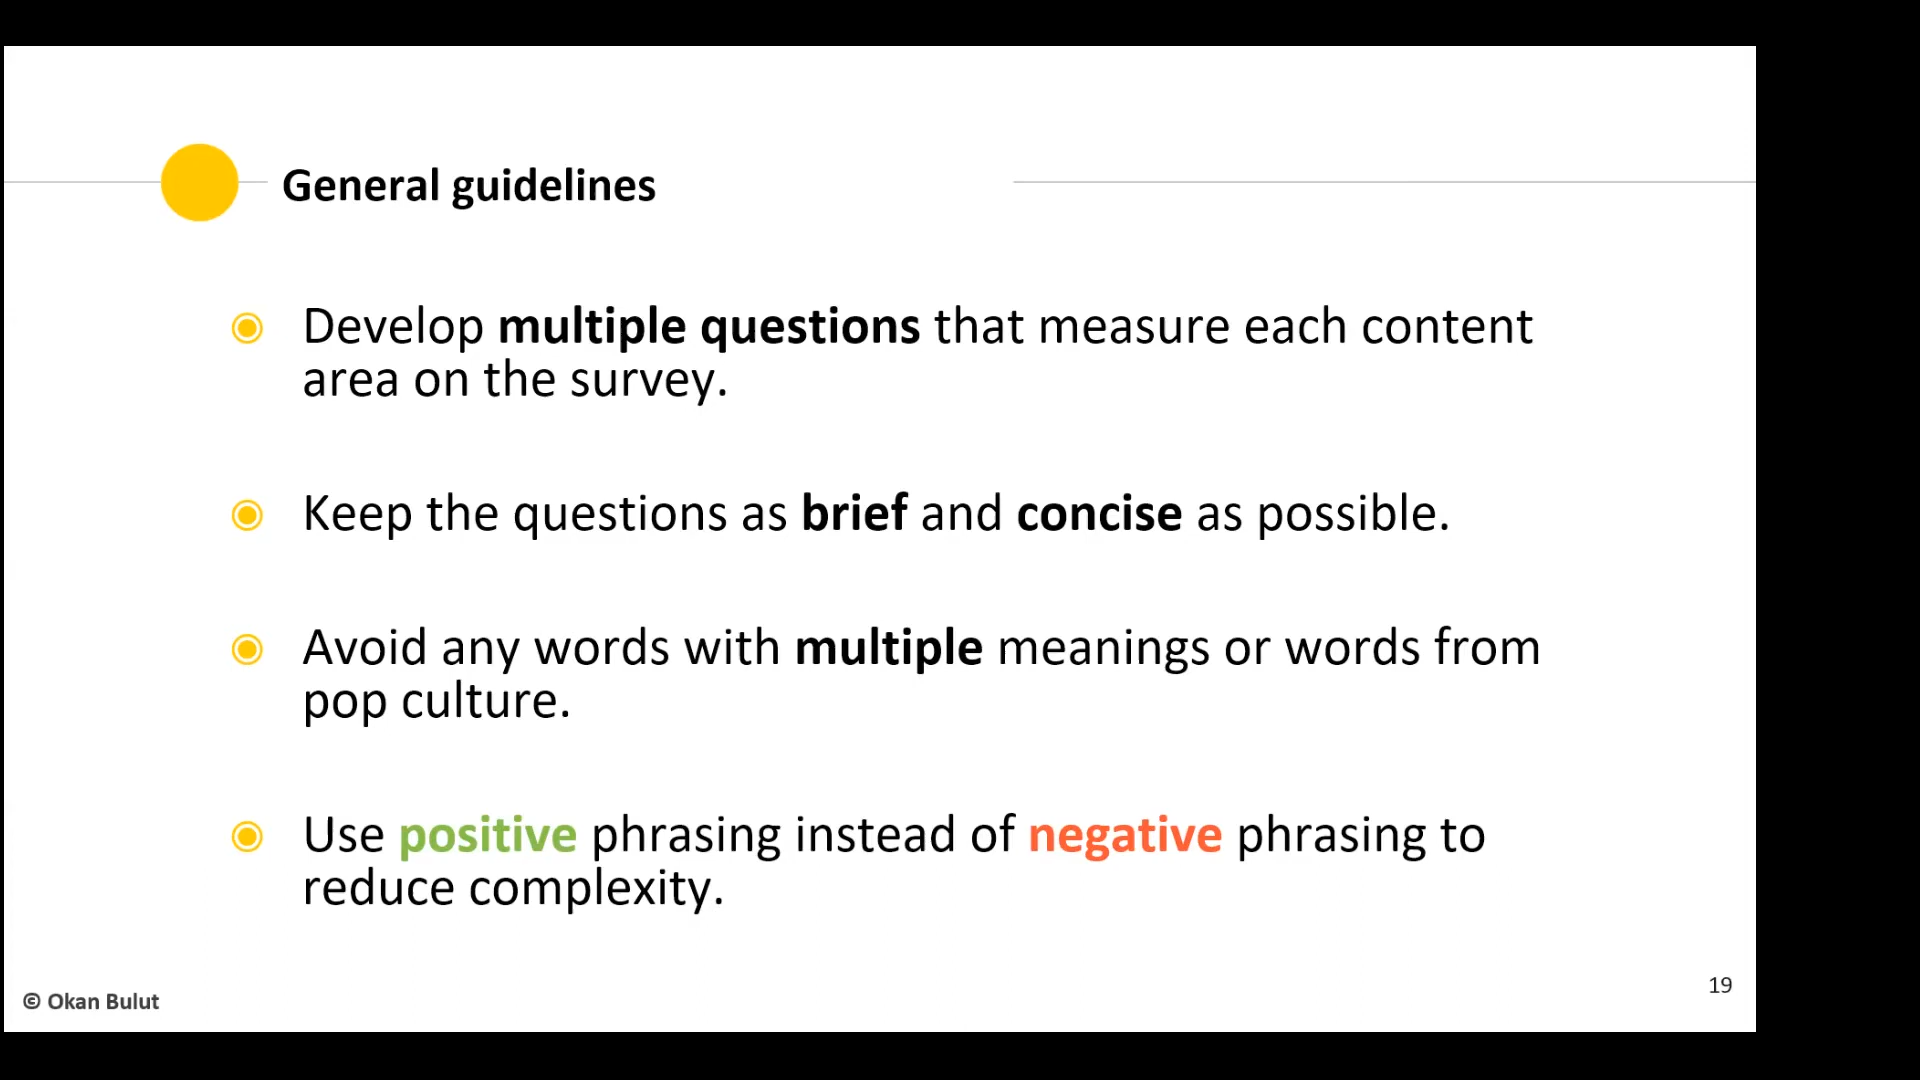 General guidelines
Develop multiple questions that measure each content
area on the survey.
Keep the questions as brief and concise as possible.
Avoid any words with multiple meanings or words from
pop culture.
Use positive phrasing instead of negative phrasing to
reduce complexity.
© Okan Bulut
19